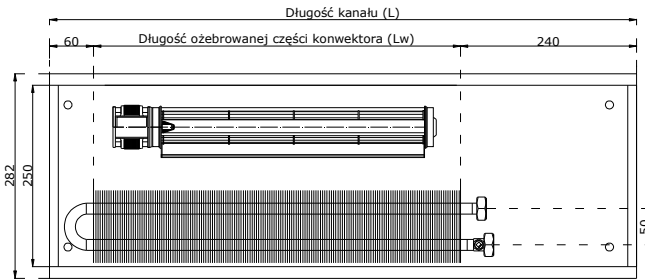 Długość kanału (L)
60
Długość ożebrowanej części konwektora (Lw)
240
282
250
50